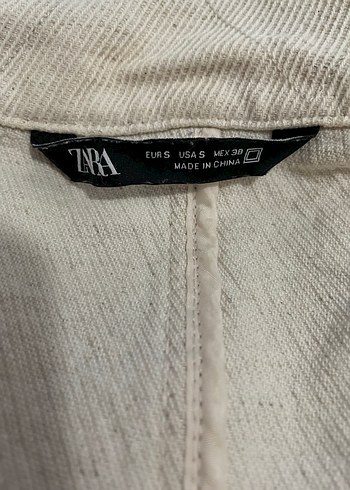 ZARA
EUR S USA S MEX 38
MADE IN CHINA